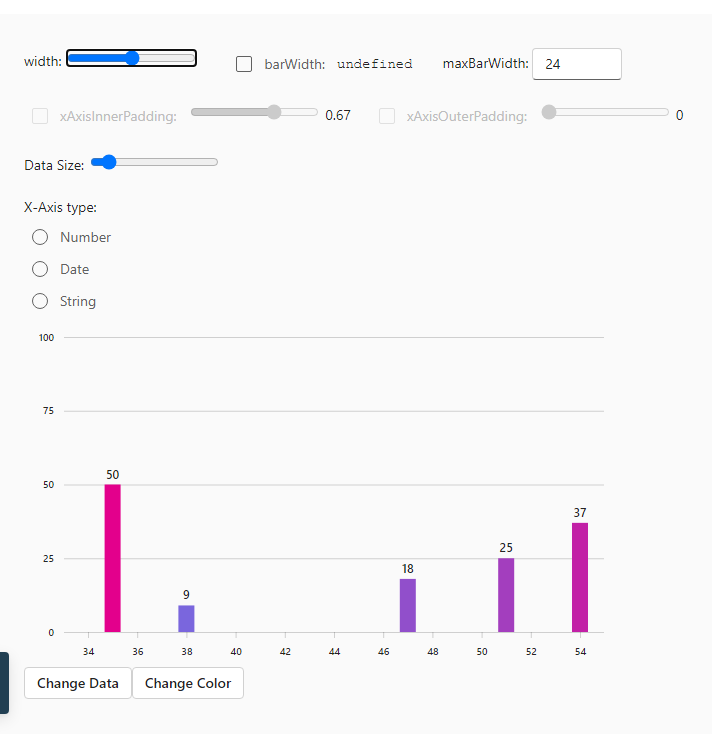 width: barWidth: undefined maxBarWidth: 24
xAxisInnerPadding: 0.67 xAxisOuterPadding: 0
Data Size:
X-Axis type:
Number
Date
String
100
75
50
50
37
25
25
18
9
0
34 36 38 40 42 44 46 48 50 52 54
Change Data Change Color